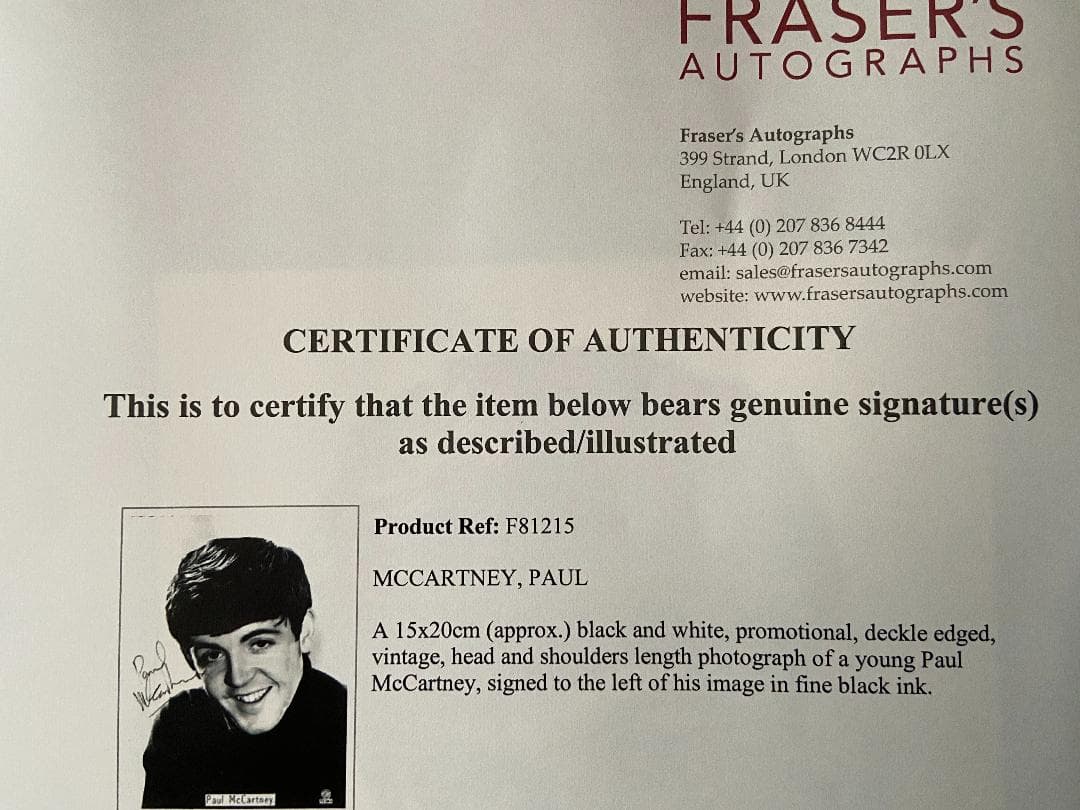 FRASER'S
AUTOGRAPHS
Fraser's Autographs
399 Strand, London WC2R 0LX
England, UK
Tel: +44 (0) 207 836 8444
Fax: +44 (0) 207 836 7342
email: sales@frasersautographs.com
website: www.frasersautographs.com
CERTIFICATE OF AUTHENTICITY
This is to certify that the item below bears genuine signature(s)
as described/illustrated
Product Ref: F81215
MCCARTNEY, PAUL
A 15x20cm (approx.) black and white, promotional, deckle edged,
vintage, head and shoulders length photograph of a young Paul
McCartney, signed to the left of his image in fine black ink.
Paul
McCartney
Paul McCartney